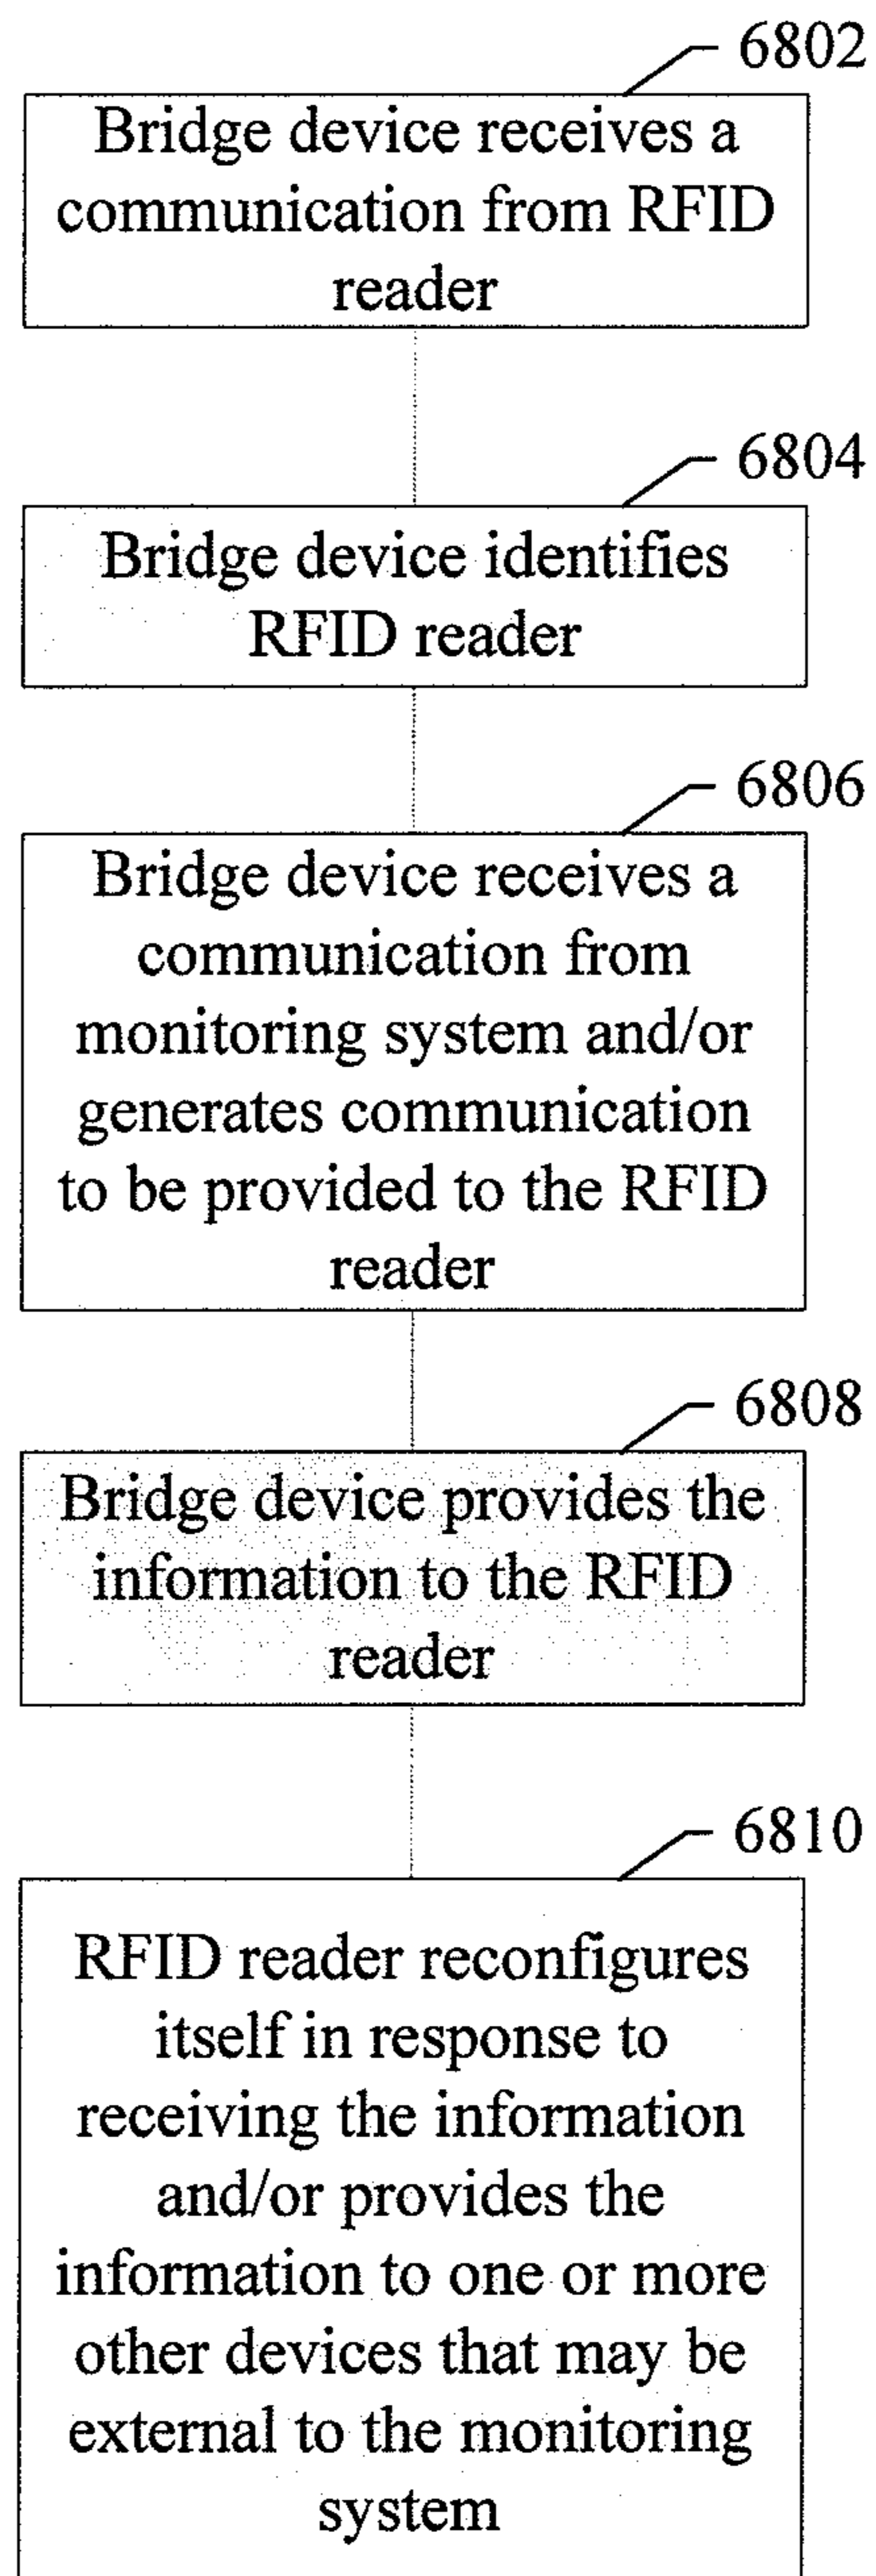 6802
Bridge device receives a
communication from RFID
reader
6804
Bridge device identifies
RFID reader
6806
Bridge device receives a
communication from
monitoring system and/or
generates communication
to be provided to the RFID
reader
6808
Bridge device provides the
information to the RFID
reader
6810
RFID reader reconfigures
itself in response to
receiving the information
and/or provides the
information to one or more
other devices that may be
external to the monitoring
system